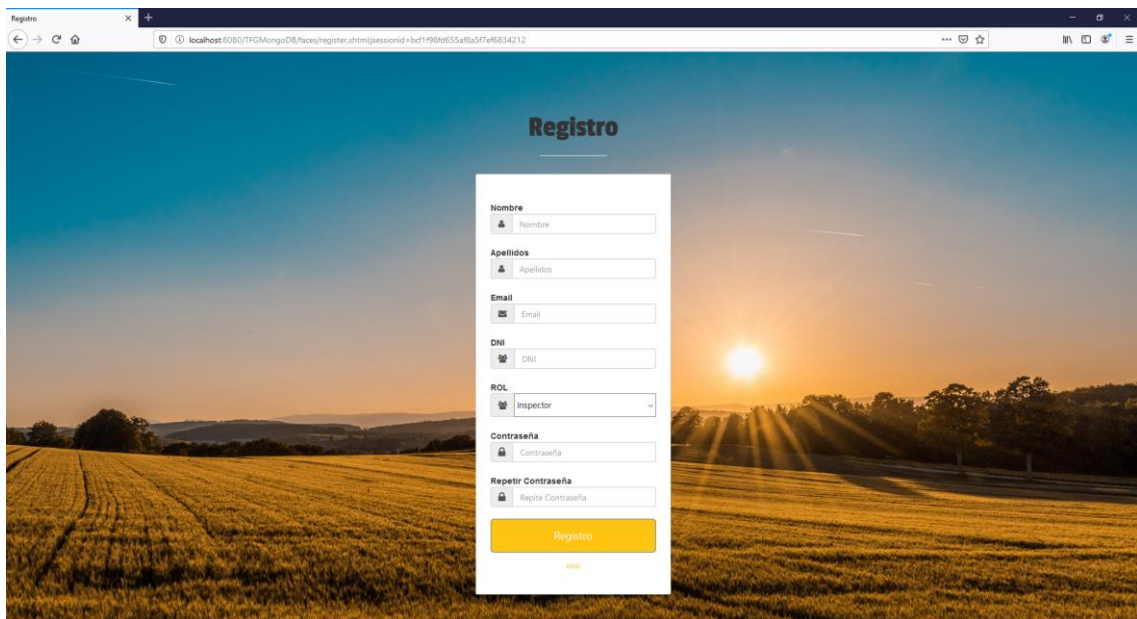 Registro
localhost:8080/TFGMongoDB/faces/register.xhtml;jsessionid=bcf1f98fd655af8a5f7ef6834212
Registro
Nombre
Nombre
Apellidos
Apellidos
Email
Email
DNI
DNI
ROL
Inspector
Contraseña
Contraseña
Repetir Contraseña
Repite Contraseña
Registro